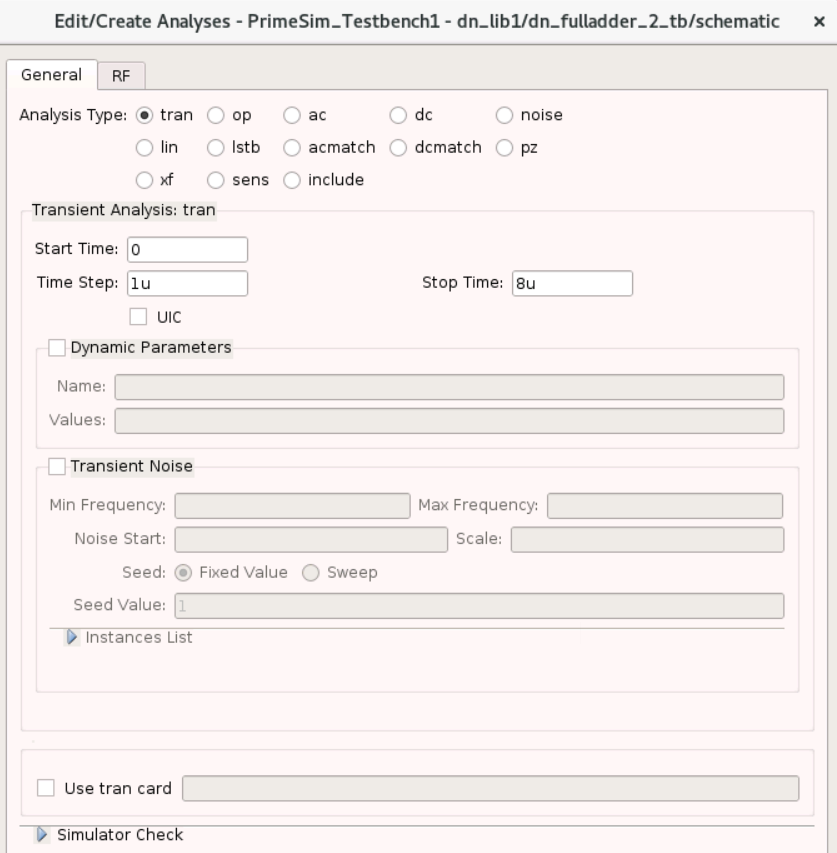 Edit/Create Analyses - PrimeSim_Testbench1 - dn_lib1/dn_fulladder_2_tb/schematic ×
General RF
Analysis Type: tran op ac dc noise
lin lstb acmatch dcmatch pz
xf sens include
Transient Analysis: tran
Start Time: 0
Time Step: 1u Stop Time: 8u
UIC
Dynamic Parameters
Name:
Values:
Transient Noise
Min Frequency: Max Frequency:
Noise Start: Scale:
Seed: Fixed Value Sweep
Seed Value: 1
Instances List
Use tran card
Simulator Check